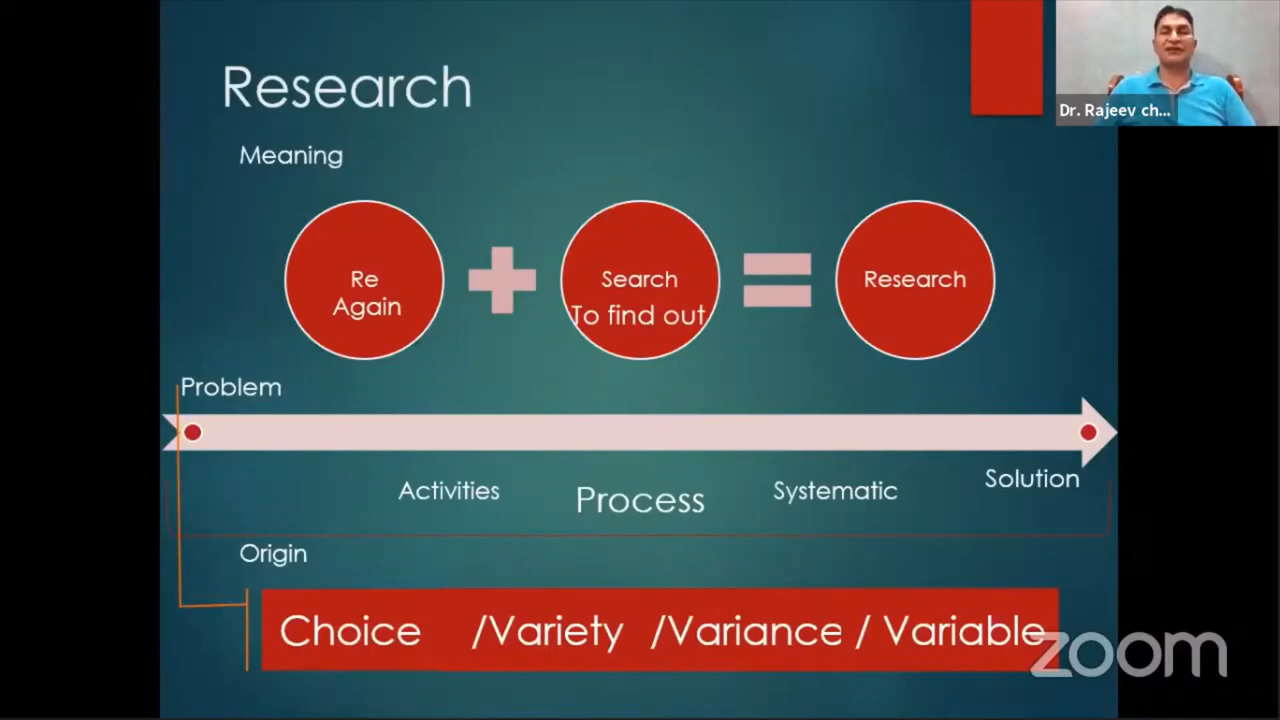 Research
Dr. Rajeev ch...
Meaning
Re
Again
Search
To find out
Research
Problem
Activities
Process
Systematic
Solution
Origin
Choice /Variety /Variance / Variable
zoom